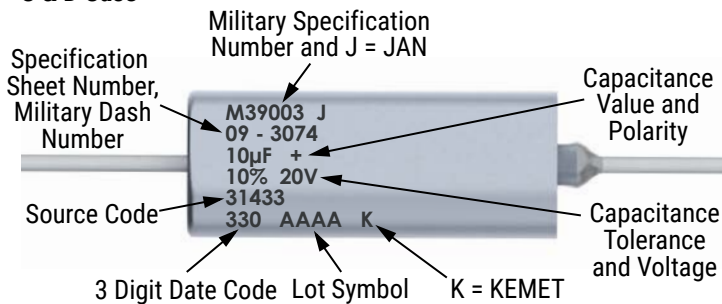 Military Specification
Number and J = JAN
Specification
Sheet Number,
Military Dash
Number
Capacitance
Value and
Polarity
M39003 J
09 - 3074
10µF +
10% 20V
31433
330 AAAA K
Source Code
Capacitance
Tolerance
and Voltage
3 Digit Date Code
Lot Symbol
K = KEMET